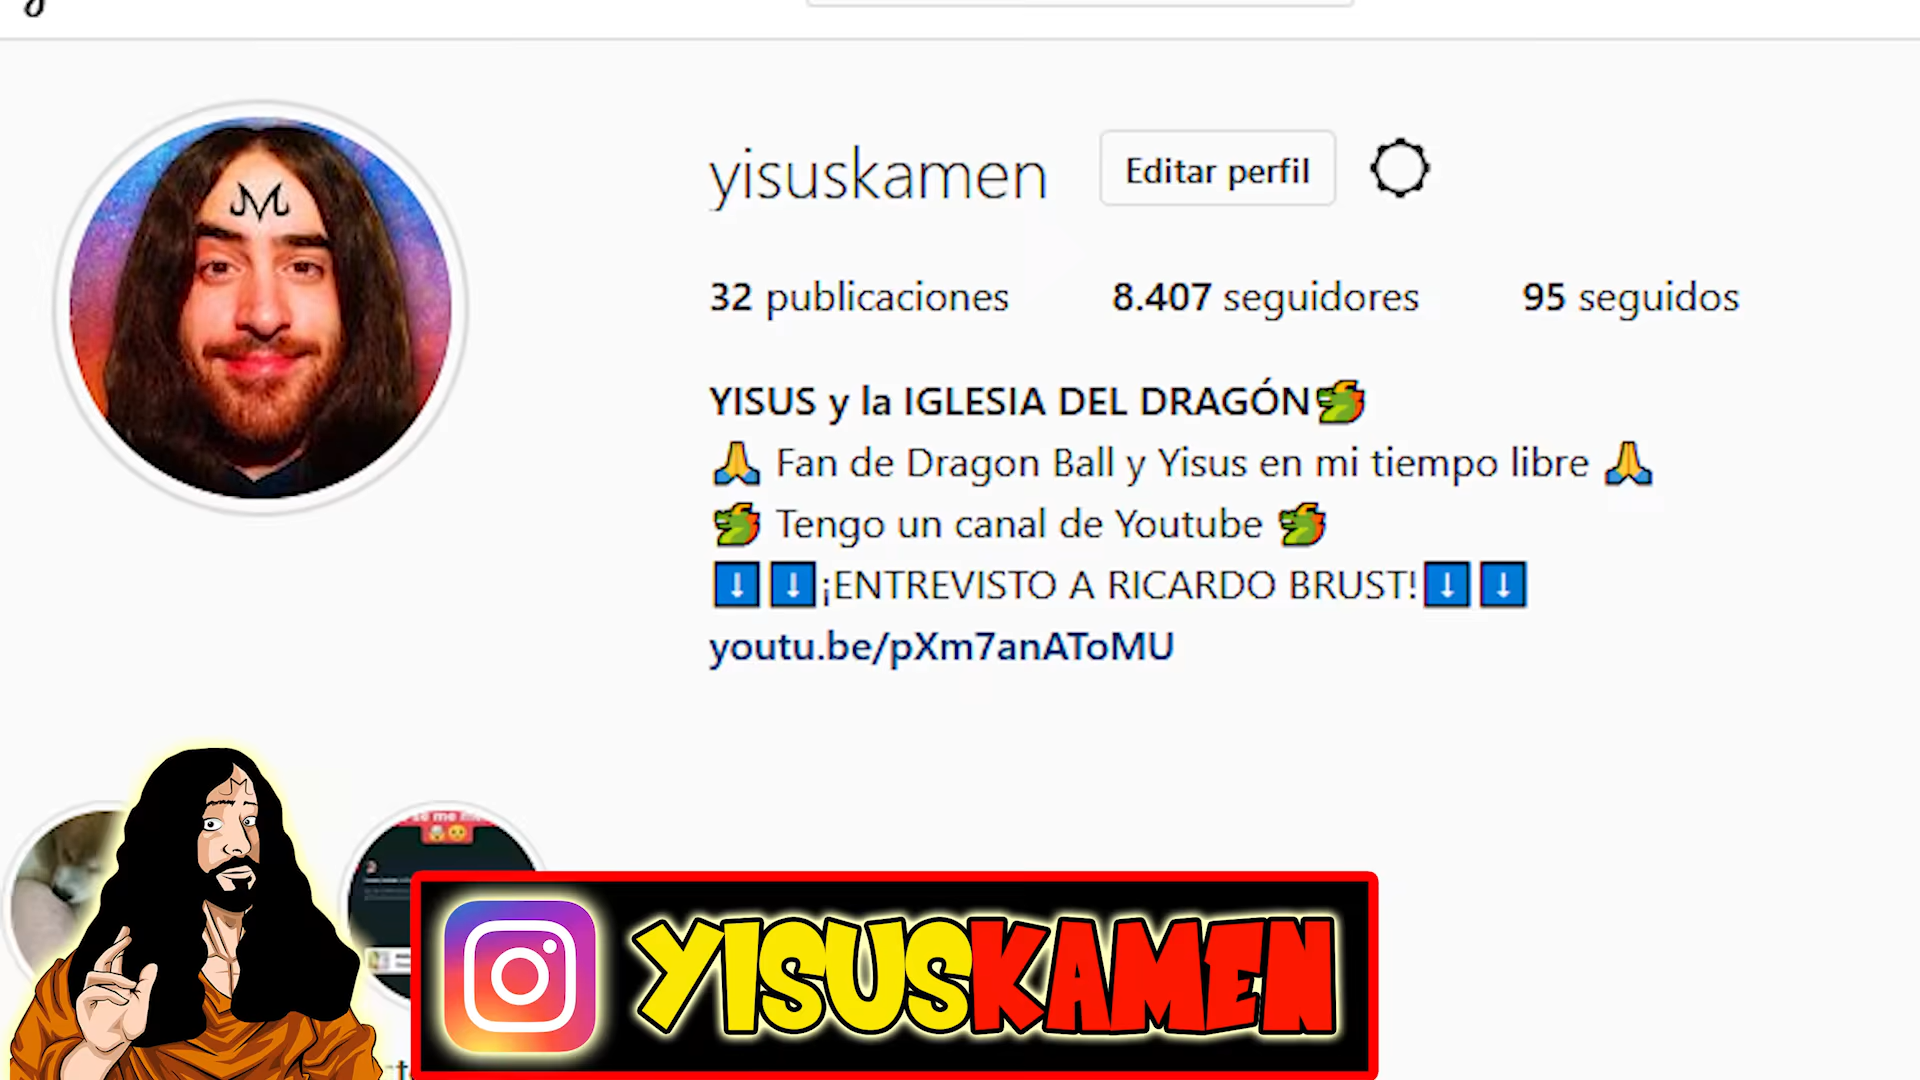 yisuskamen Editar perfil
32 publicaciones 8.407 seguidores 95 seguidos
YISUS y la IGLESIA DEL DRAGÓN🐲
🙏 Fan de Dragon Ball y Yisus en mi tiempo libre 🙏
🐲 Tengo un canal de Youtube 🐲
⬇️⬇️¡ENTREVISTO A RICARDO BRUST!⬇️⬇️
youtu.be/pXm7anAToMU
YISUSKAMEN